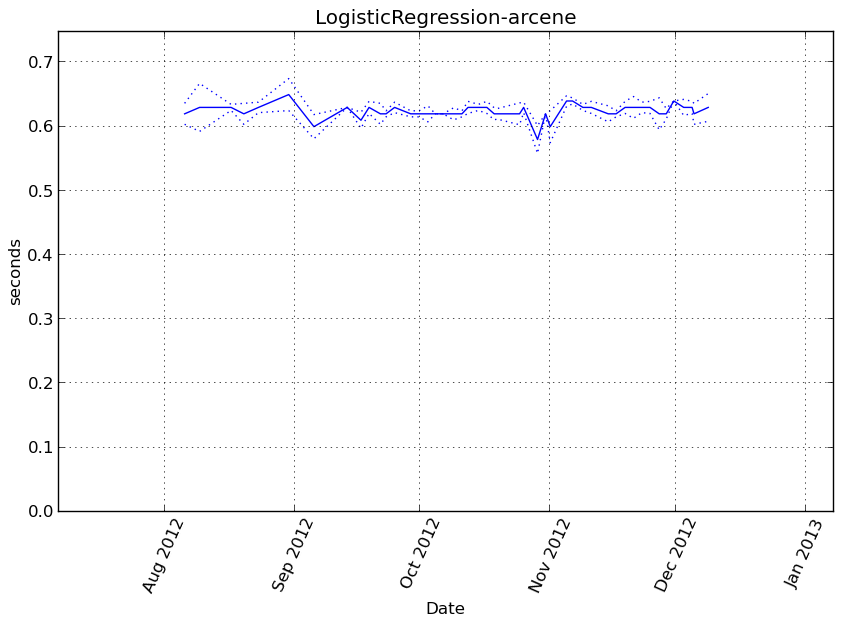 LogisticRegression-arcene
0.7
0.6
0.5
0.4
0.3
0.2
0.1
0.0
seconds
Aug 2012
Sep 2012
Oct 2012
Nov 2012
Dec 2012
Jan 2013
Date